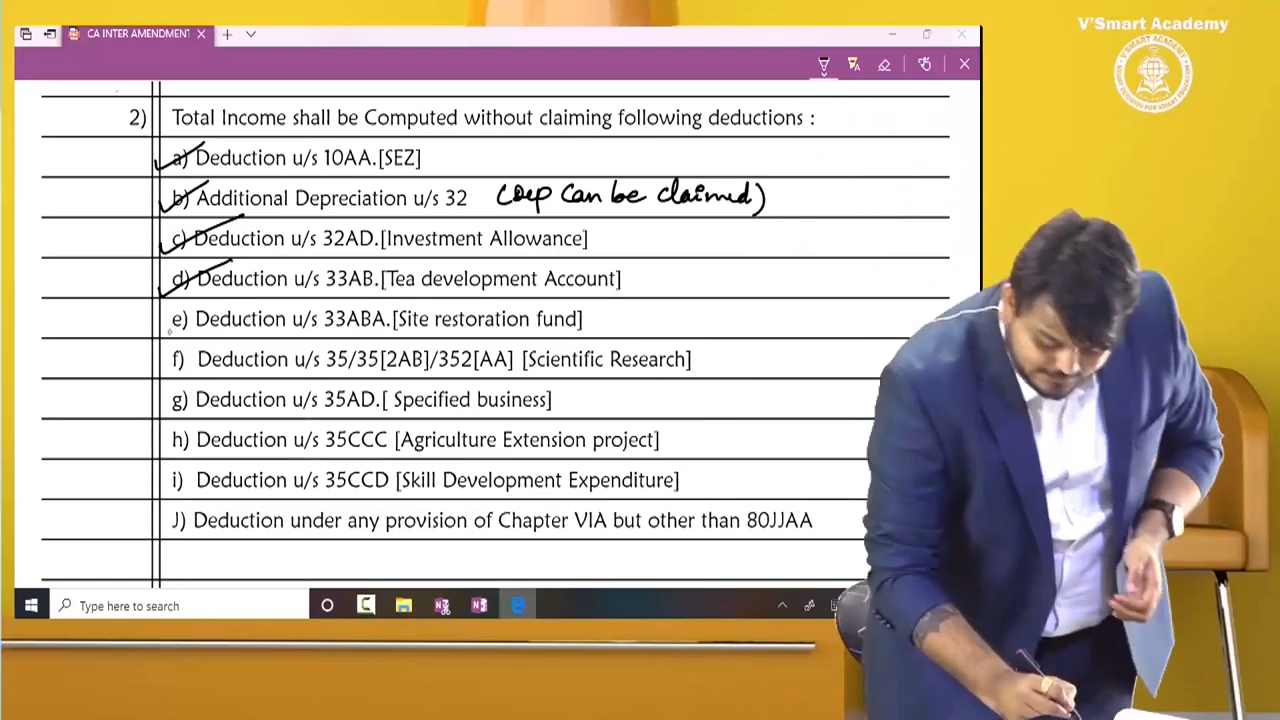 V'Smart Academy
CA INTER AMENDMENT
2) Total Income shall be Computed without claiming following deductions :
a) Deduction u/s 10AA.[SEZ]
b) Additional Depreciation u/s 32 (Dep Can be claimed)
c) Deduction u/s 32AD.[Investment Allowance]
d) Deduction u/s 33AB.[Tea development Account]
e) Deduction u/s 33ABA.[Site restoration fund]
f) Deduction u/s 35/35[2AB]/352[AA] [Scientific Research]
g) Deduction u/s 35AD.[ Specified business]
h) Deduction u/s 35CCC [Agriculture Extension project]
i) Deduction u/s 35CCD [Skill Development Expenditure]
J) Deduction under any provision of Chapter VIA but other than 80JJAA
Type here to search